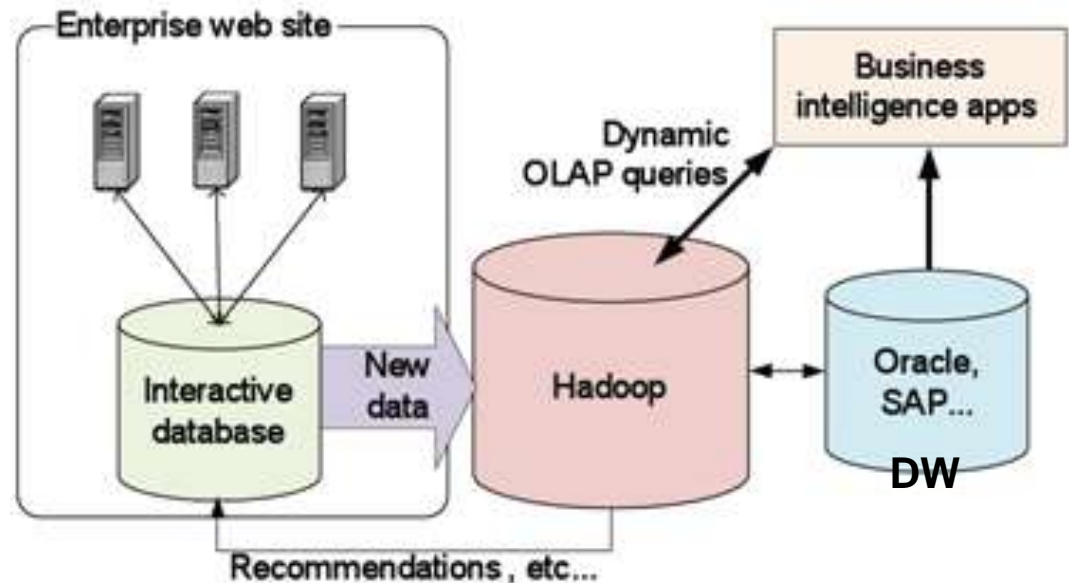 Enterprise web site
Business
intelligence apps
Dynamic
OLAP queries
Interactive
database
New
data
Hadoop
Oracle,
SAP...
DW
Recommendations , etc...